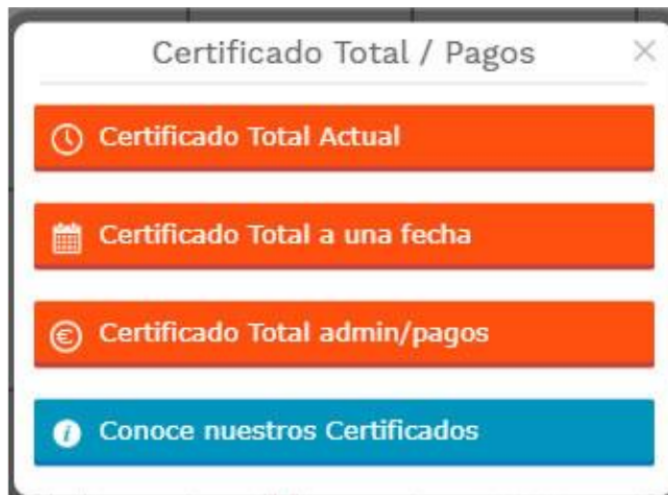 Certificado Total / Pagos
Certificado Total Actual
Certificado Total a una fecha
Certificado Total admin/pagos
Conoce nuestros Certificados